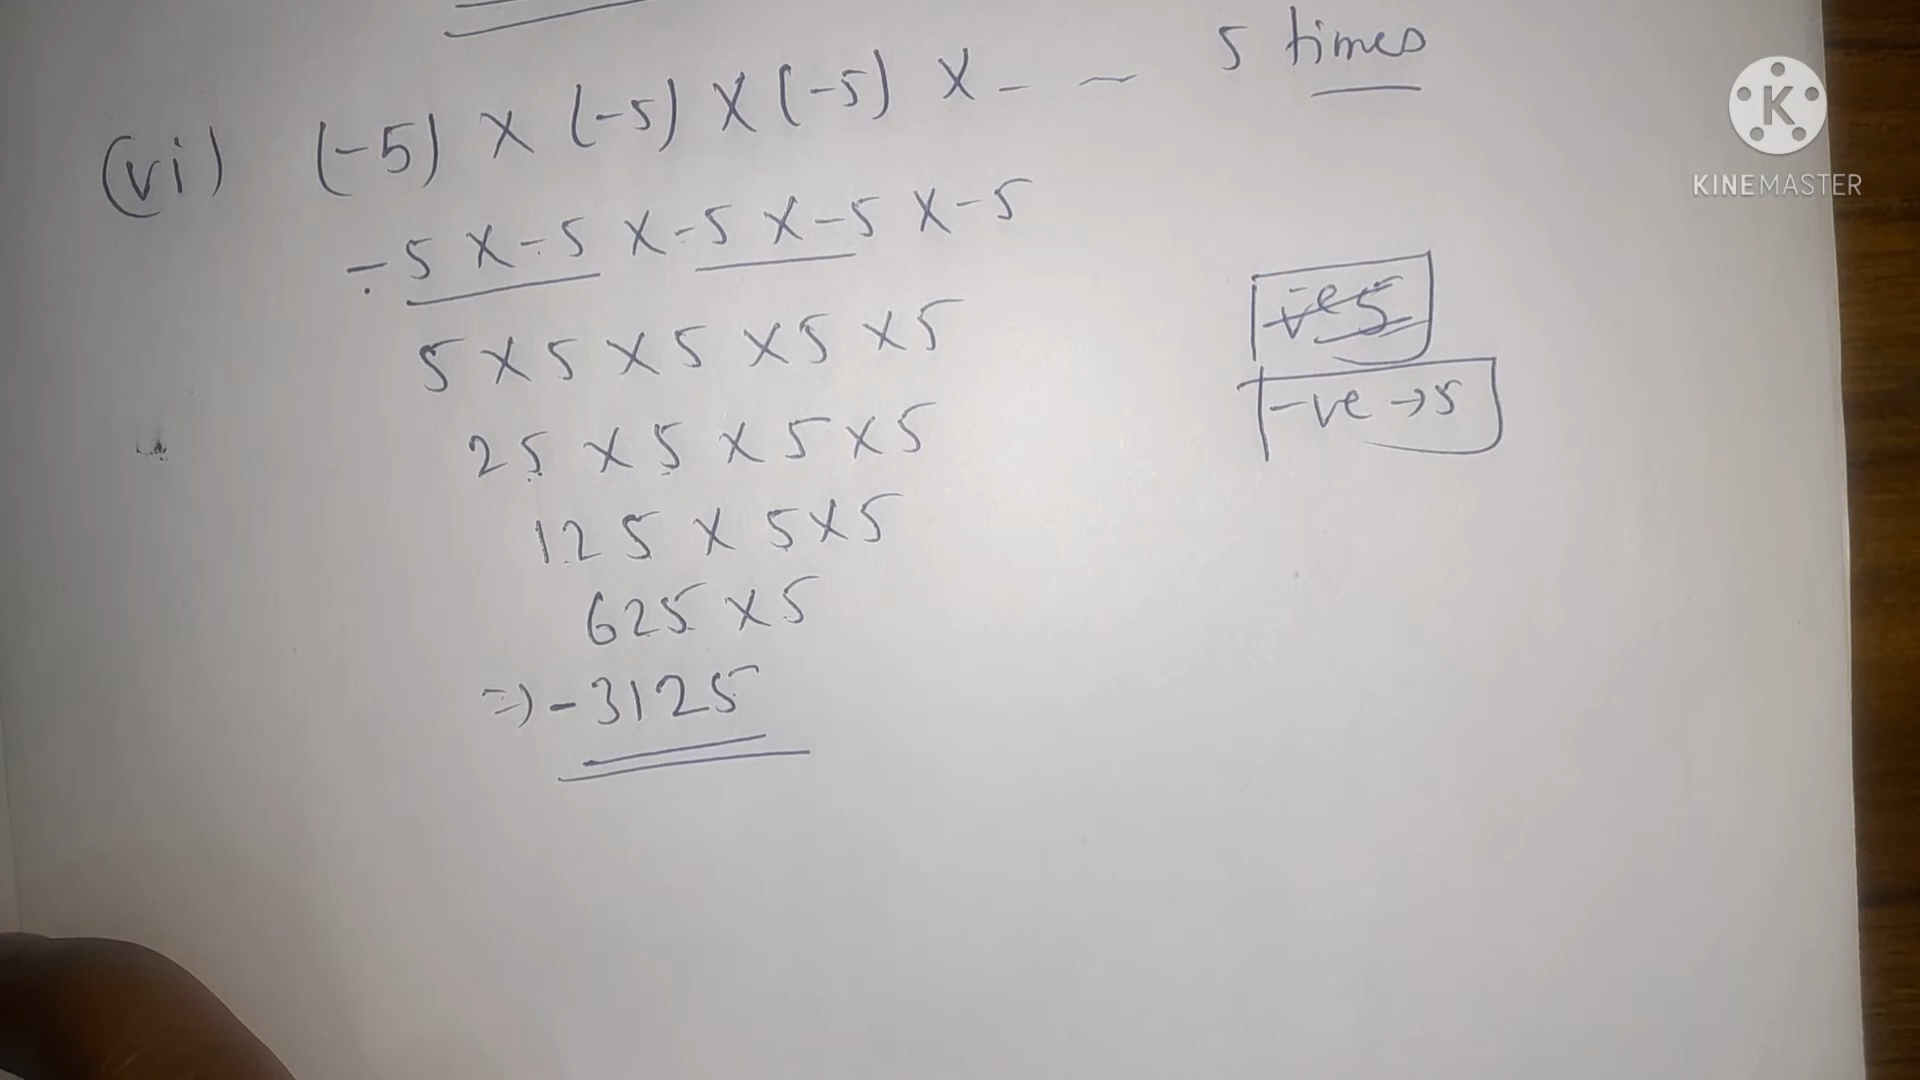 (vi) (-5) × (-5) × (-5) × - - 5 times
-5 × -5 × -5 × -5 × -5
5 × 5 × 5 × 5 × 5
25 × 5 × 5 × 5
125 × 5 × 5
625 × 5
⇒ -3125
-ve → 5
K
KINEMASTER